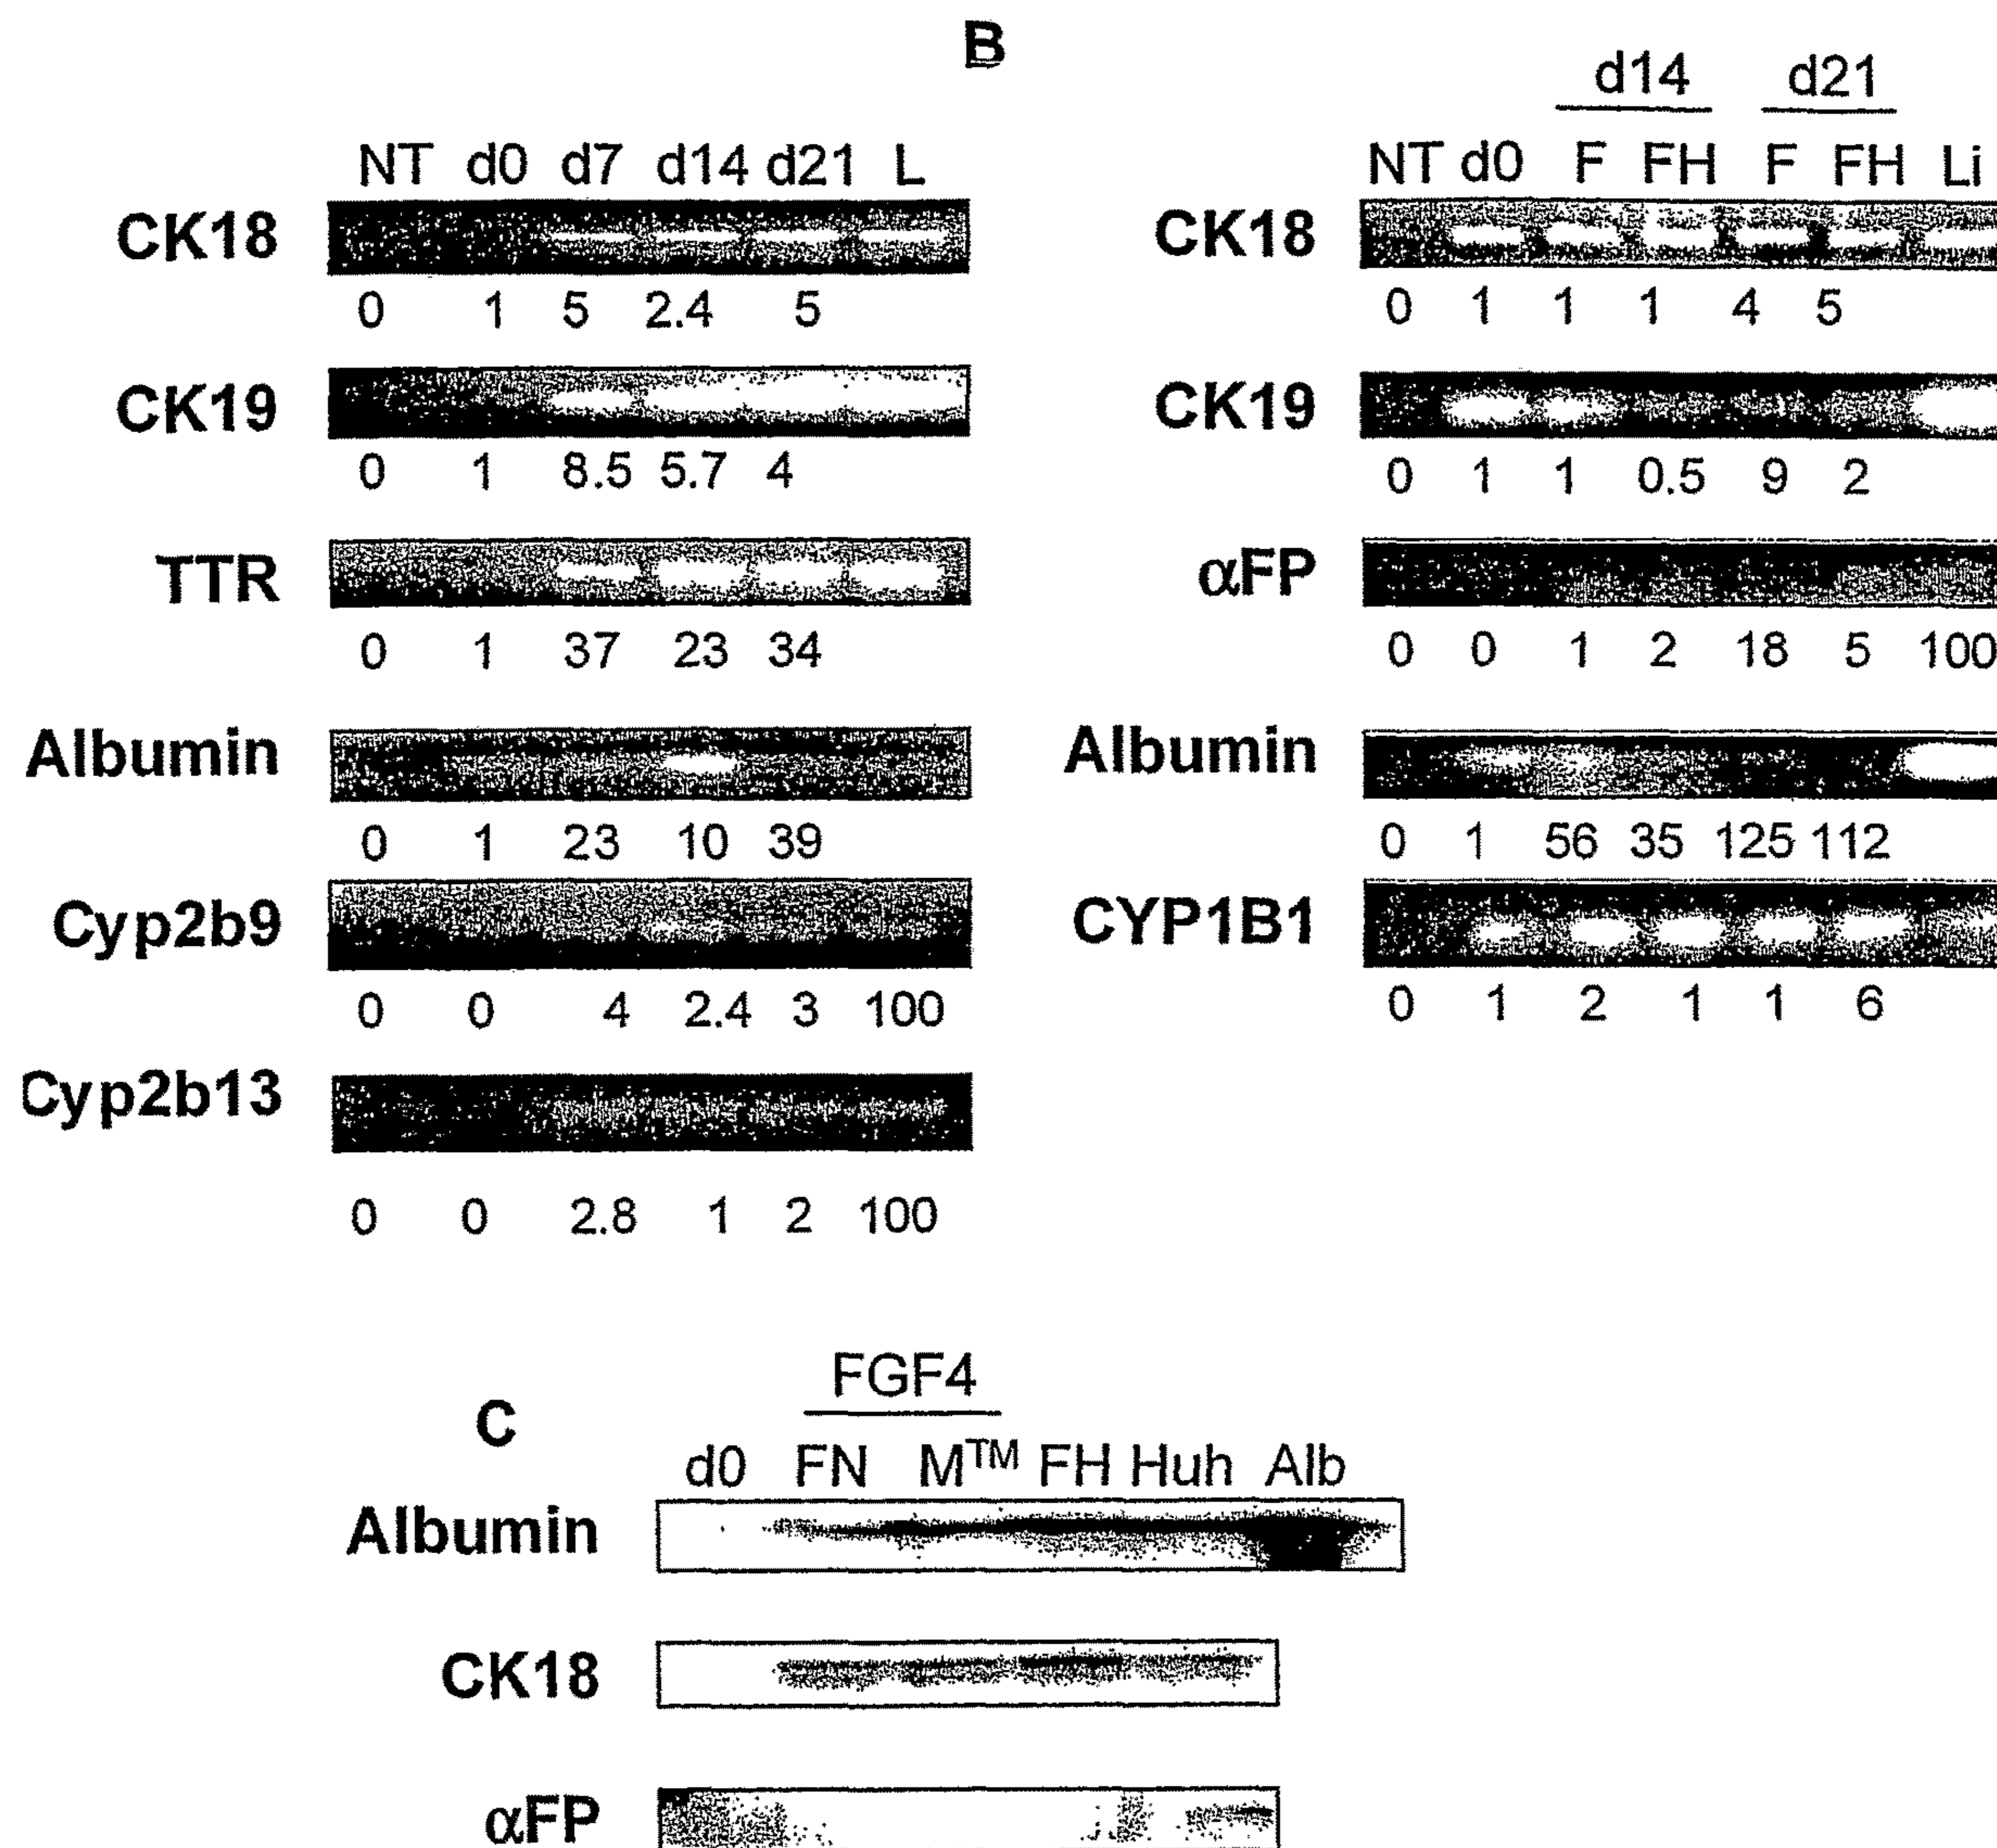 NT d0 d7 d14 d21 L
CK18
0 1 5 2.4 5
CK19
0 1 8.5 5.7 4
TTR
0 1 37 23 34
Albumin
0 1 23 10 39
Cyp2b9
0 0 4 2.4 3 100
Cyp2b13
0 0 2.8 1 2 100
B
d14 d21
NT d0 F FH F FH Li
CK18
0 1 1 1 4 5
CK19
0 1 1 0.5 9 2
αFP
0 0 1 2 18 5 100
Albumin
0 1 56 35 125 112
CYP1B1
0 1 2 1 1 6
C
FGF4
d0 FN M™ FH Huh Alb
Albumin
CK18
αFP